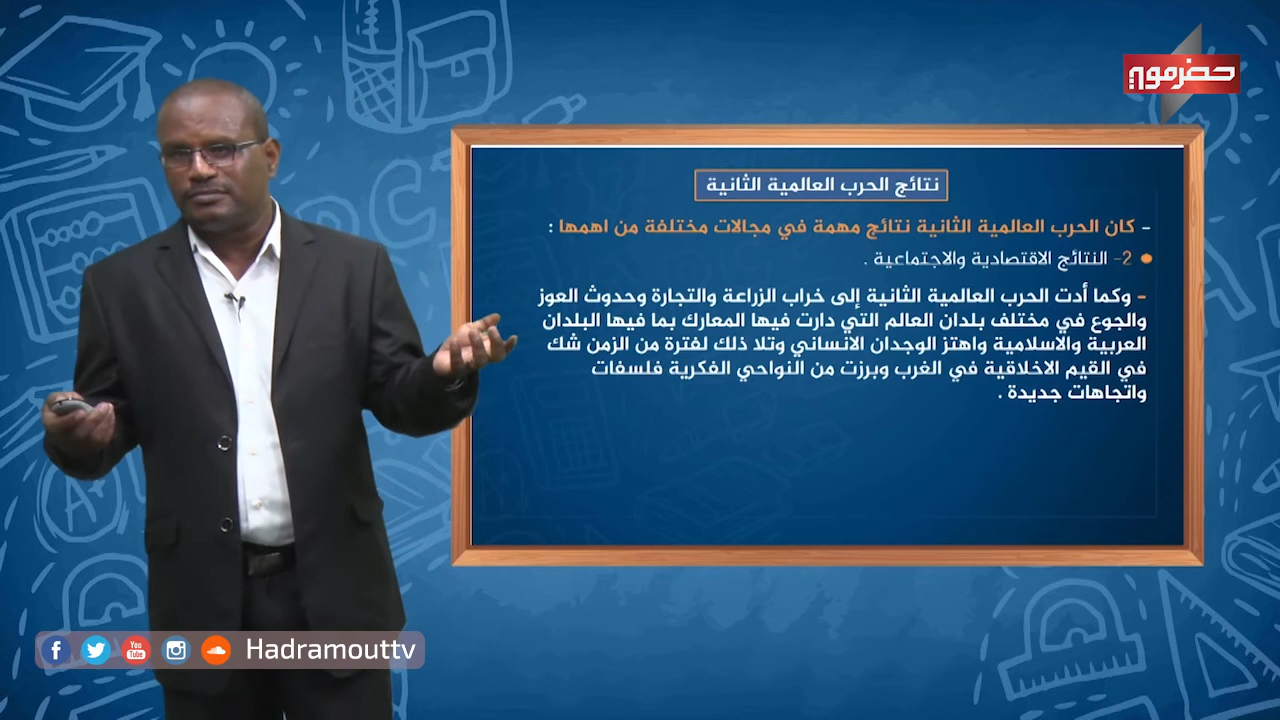 حضرموت
نتائج الحرب العالمية الثانية
- كان الحرب العالمية الثانية نتائج مهمة في مجالات مختلفة من اهمها :
2- النتائج الاقتصادية والاجتماعية .
- وكما أدت الحرب العالمية الثانية إلى خراب الزراعة والتجارة وحدوث العوز
والجوع في مختلف بلدان العالم التي دارت فيها المعارك بما فيها البلدان
العربية والاسلامية واهتز الوجدان الانساني وتلا ذلك لفترة من الزمن شك
في القيم الاخلاقية في الغرب وبرزت من النواحي الفكرية فلسفات
واتجاهات جديدة .
You Tube
Hadramouttv